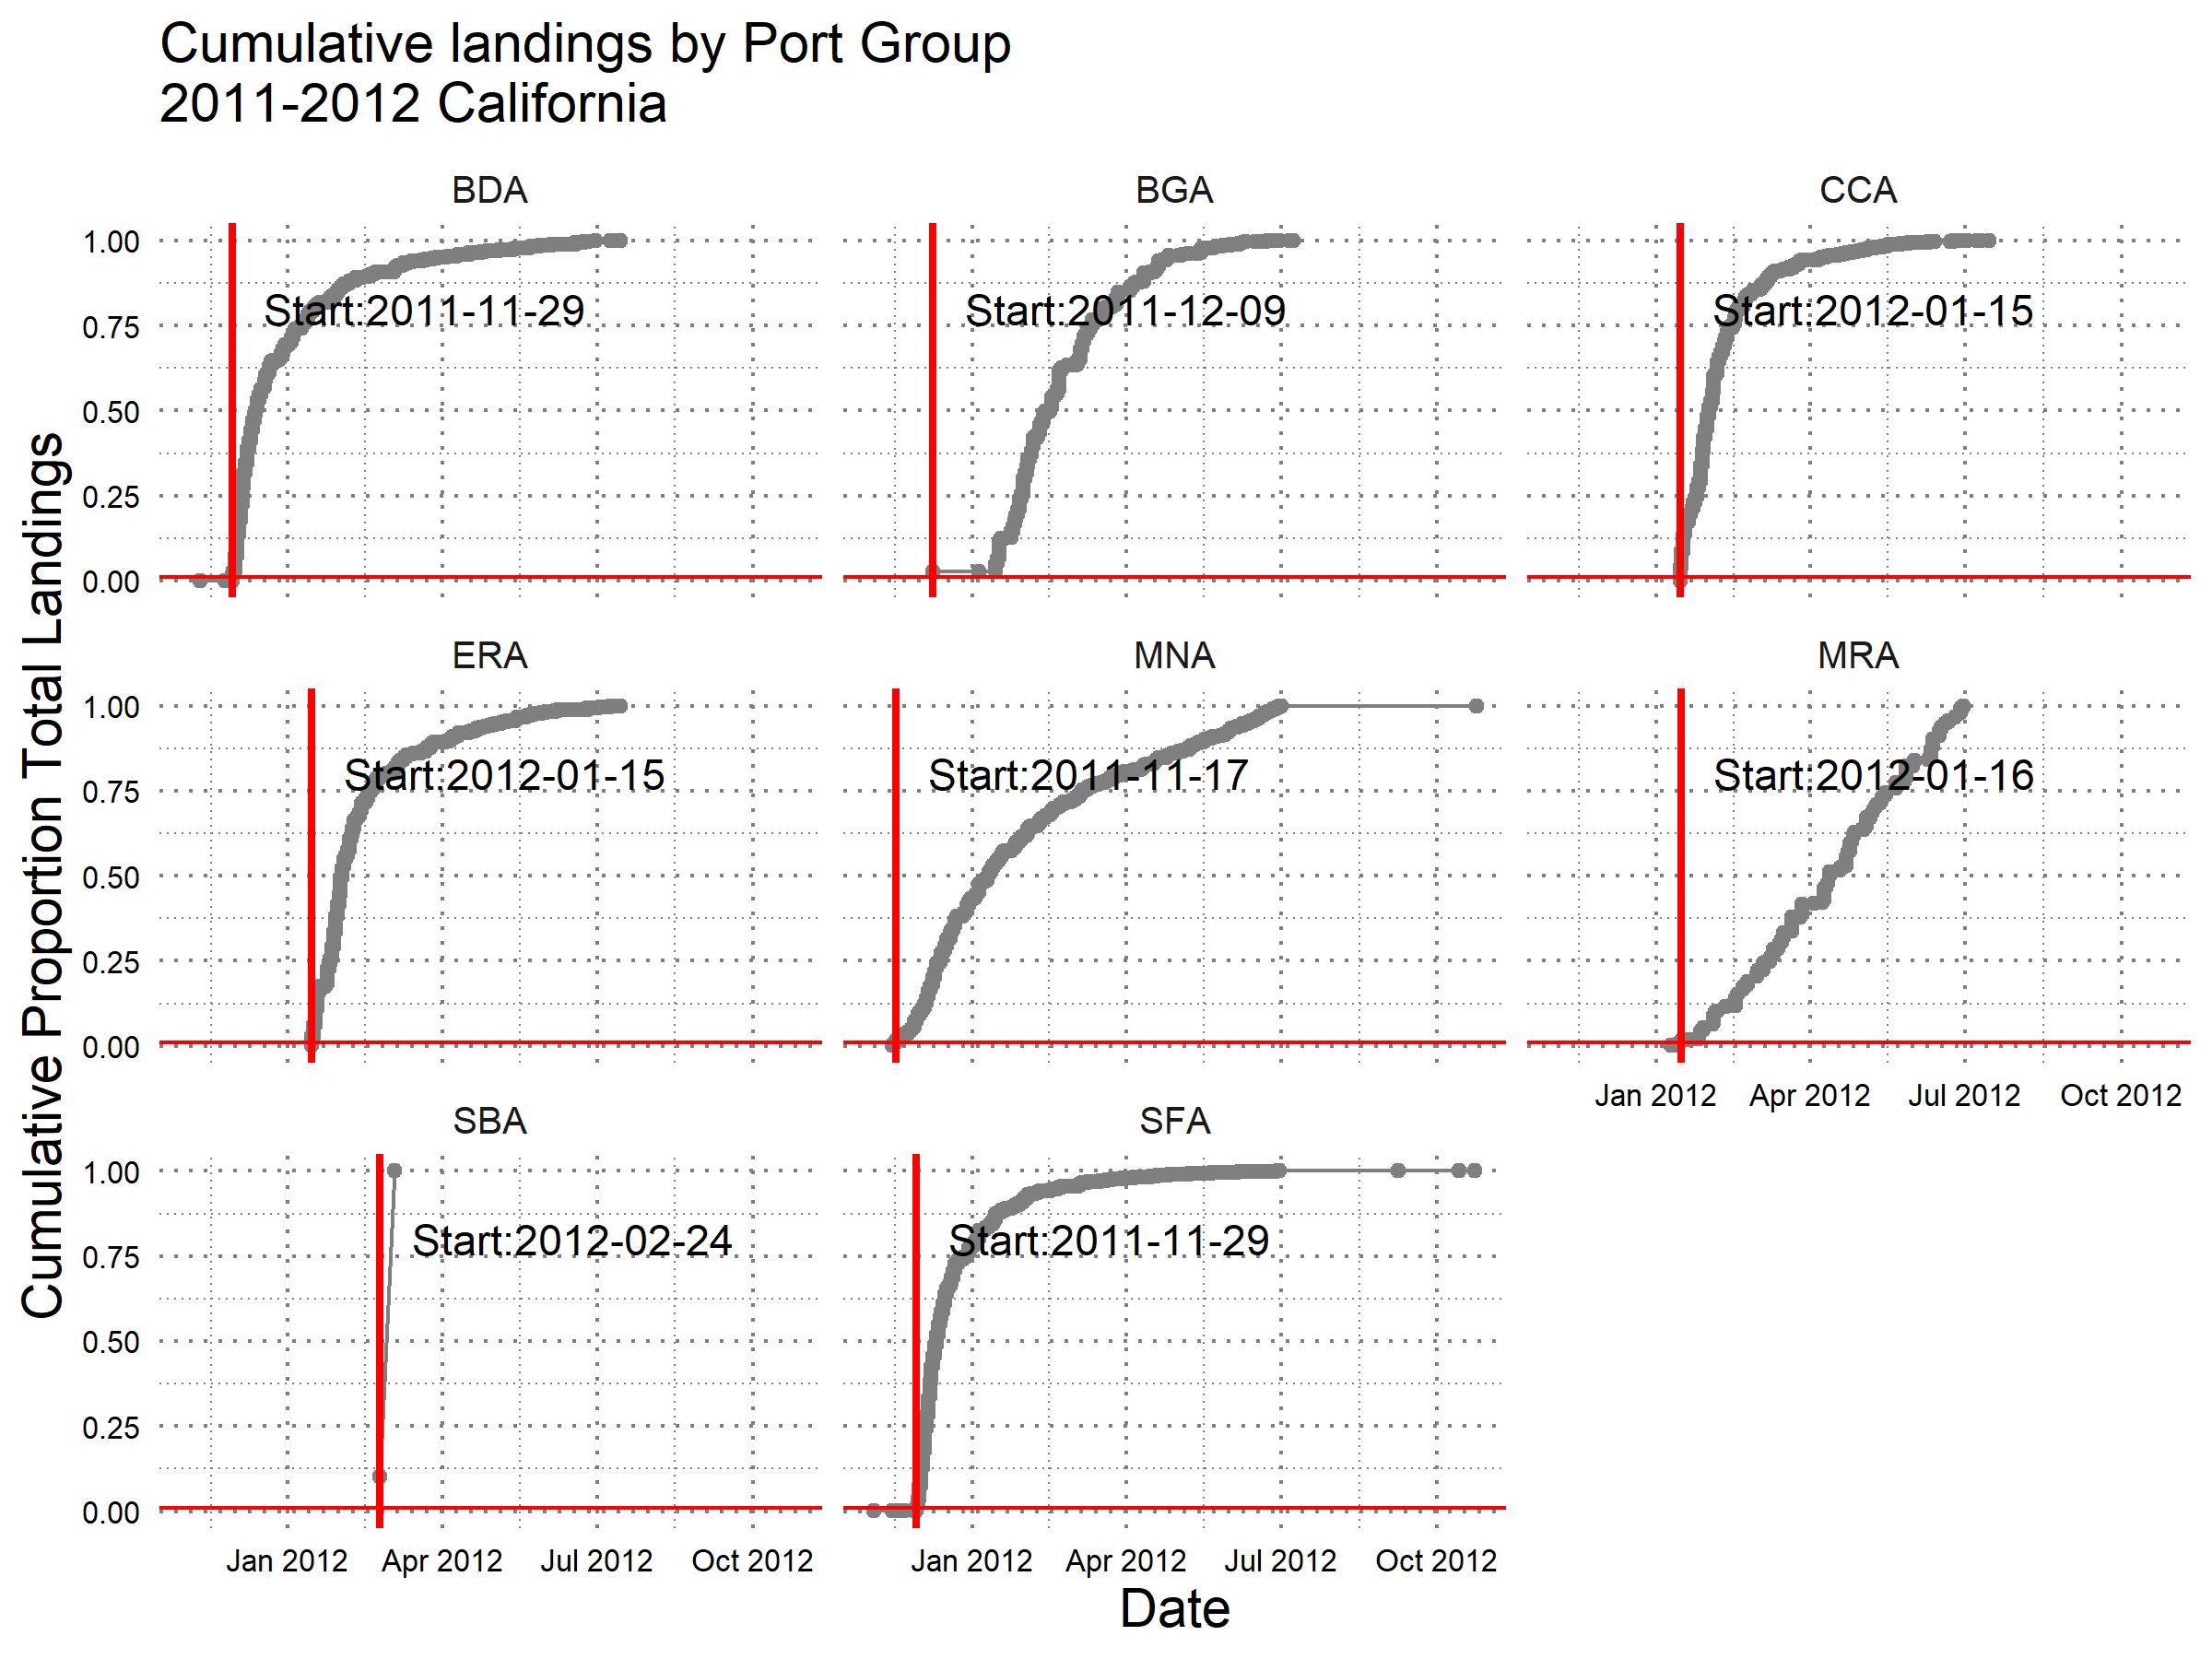 Cumulative landings by Port Group
2011-2012 California
BDA
BGA
CCA
1.00
0.75
0.50
0.25
0.00
Start:2011-11-29
Start:2011-12-09
Start:2012-01-15
ERA
MNA
MRA
1.00
0.75
0.50
0.25
0.00
Start:2012-01-15
Start:2011-11-17
Start:2012-01-16
Jan 2012 Apr 2012 Jul 2012 Oct 2012
SBA
SFA
1.00
0.75
0.50
0.25
0.00
Start:2012-02-24
Start:2011-11-29
Jan 2012 Apr 2012 Jul 2012 Oct 2012
Jan 2012 Apr 2012 Jul 2012 Oct 2012
Date
Cumulative Proportion Total Landings